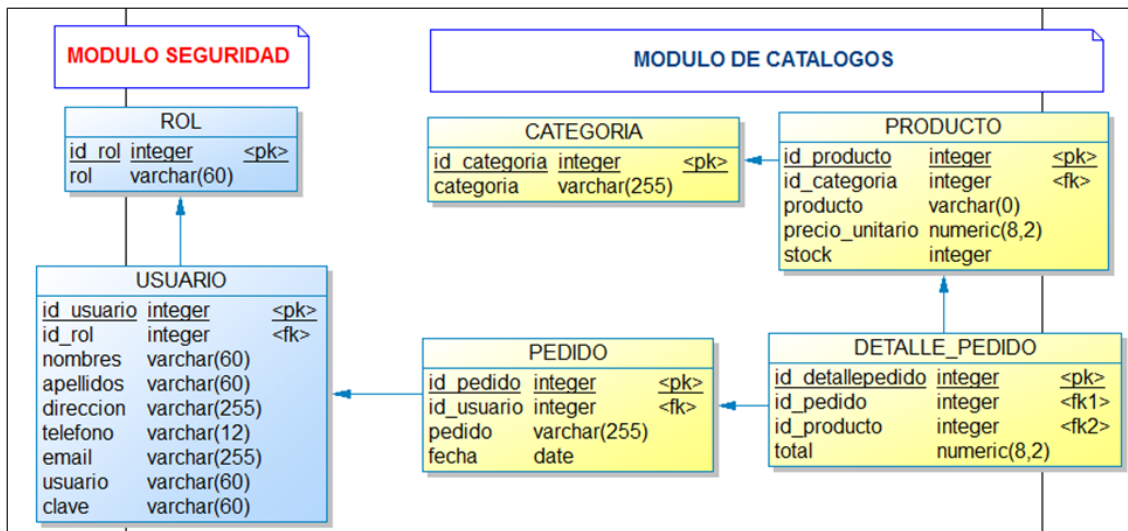 MODULO SEGURIDAD
MODULO DE CATALOGOS
ROL
id_rol integer <pk>
rol varchar(60)
CATEGORIA
id_categoria integer <pk>
categoria varchar(255)
PRODUCTO
id_producto integer <pk>
id_categoria integer <fk>
producto varchar(0)
precio_unitario numeric(8,2)
stock integer
USUARIO
id_usuario integer <pk>
id_rol integer <fk>
nombres varchar(60)
apellidos varchar(60)
direccion varchar(255)
telefono varchar(12)
email varchar(255)
usuario varchar(60)
clave varchar(60)
PEDIDO
id_pedido integer <pk>
id_usuario integer <fk>
pedido varchar(255)
fecha date
DETALLE_PEDIDO
id_detallepedido integer <pk>
id_pedido integer <fk1>
id_producto integer <fk2>
total numeric(8,2)